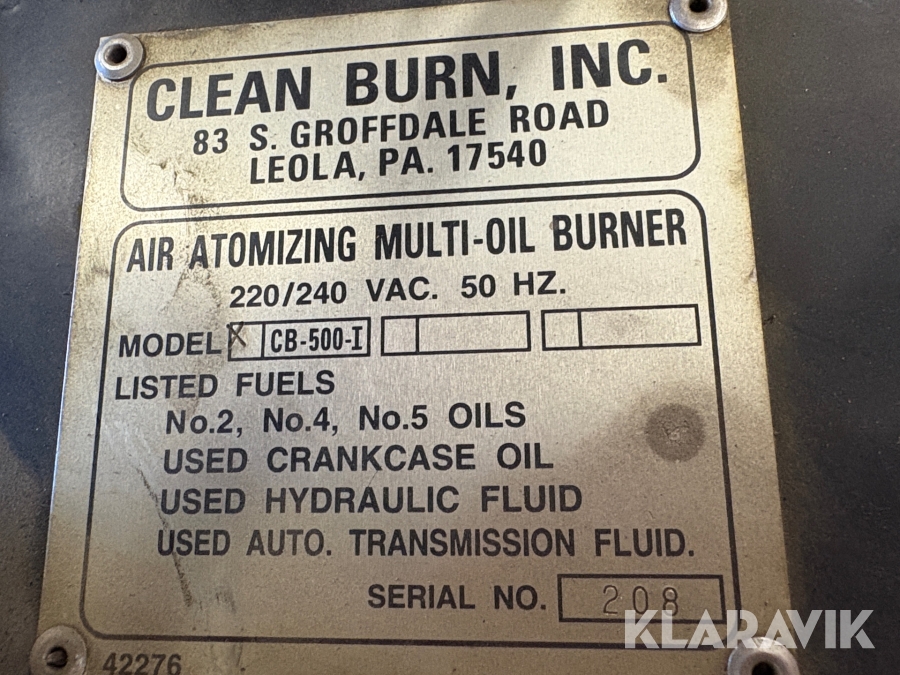 CLEAN BURN, INC.
83 S. GROFFDALE ROAD
LEOLA, PA. 17540
AIR ATOMIZING MULTI-OIL BURNER
220/240 VAC. 50 HZ.
MODEL X CB-500-I
LISTED FUELS
No.2, No.4, No.5 OILS
USED CRANKCASE OIL
USED HYDRAULIC FLUID
USED AUTO. TRANSMISSION FLUID.
SERIAL NO. 208
KLARAVIK
42276